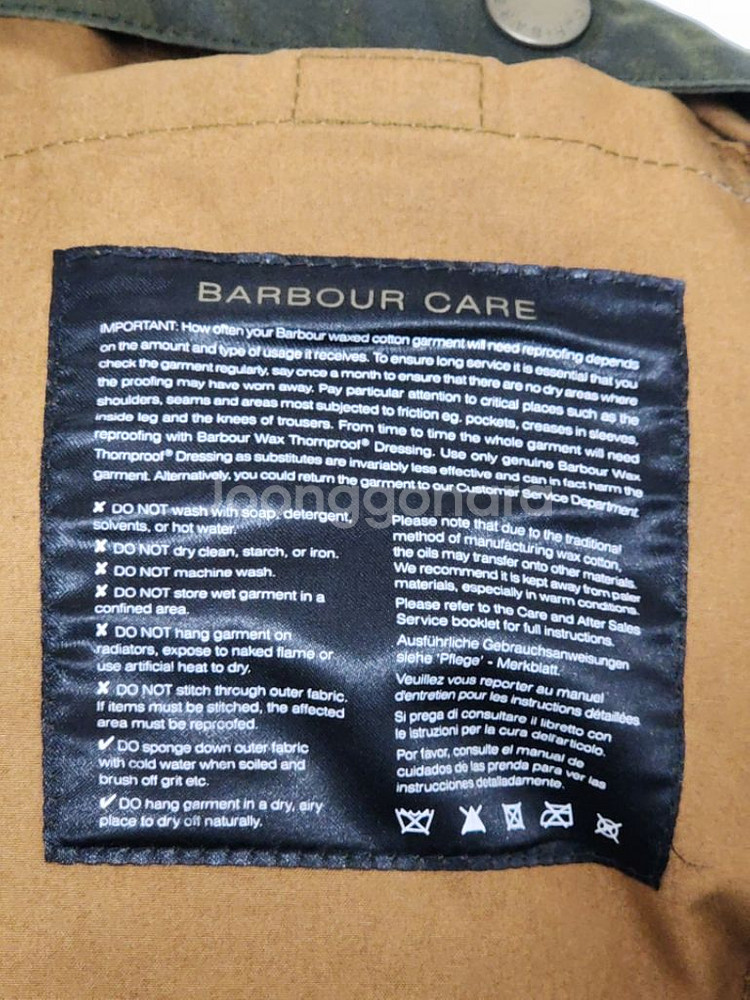 BARBOUR CARE
IMPORTANT: How often your Barbour waxed cotton garment will need reproofing depends
on the amount and type of usage it receives. To ensure long service it is essential that you
check the garment regularly, say once a month to ensure that there are no dry areas where
the proofing may have worn away. Pay particular attention to critical places such as the
shoulders, seams and areas most subjected to friction eg. pockets, creases in sleeves,
inside leg and the knees of trousers. From time to time the whole garment will need
reproofing with Barbour Wax Thornproof® Dressing. Use only genuine Barbour Wax
Thornproof® Dressing as substitutes are invariably less effective and can in fact harm the
garment. Alternatively, you could return the garment to our Customer Service Department.
joonggonara
✘ DO NOT wash with soap, detergent,
solvents, or hot water.
✘ DO NOT dry clean, starch, or iron.
✘ DO NOT machine wash.
✘ DO NOT store wet garment in a
confined area.
✘ DO NOT hang garment on
radiators, expose to naked flame or
use artificial heat to dry.
✘ DO NOT stitch through outer fabric.
If items must be stitched, the affected
area must be reproofed.
✔ DO sponge down outer fabric
with cold water when soiled and
brush off grit etc.
✔ DO hang garment in a dry, airy
place to dry off naturally.
Please note that due to the traditional
method of manufacturing wax cotton,
the oils may transfer onto other materials.
We recommend it is kept away from paler
materials, especially in warm conditions.
Please refer to the Care and After Sales
Service booklet for full instructions.
Ausführliche Gebrauchsanweisungen
siehe 'Pflege' - Merkblatt.
Veuillez vous reporter au manuel
d'entretien pour les instructions détaillées
Si prega di consultare il libretto con
le istruzioni per la cura dell'articolo.
Por favor, consulte el manual de
cuidados de las prenda para ver las
instrucciones detalladamente.